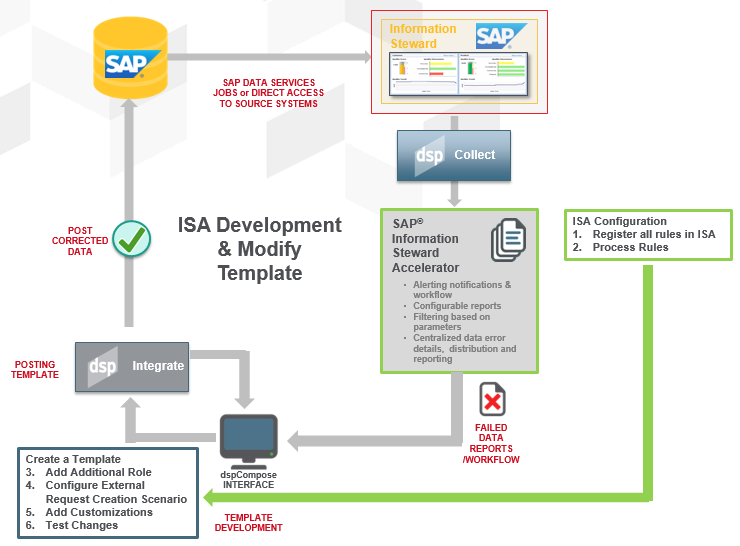 SAP
SAP DATA SERVICES
JOBS or DIRECT ACCESS
TO SOURCE SYSTEMS
Information
Steward
SAP
dsp Collect
SAP®
Information
Steward
Accelerator
• Alerting notifications &
workflow
• Configurable reports
• Filtering based on
parameters
• Centralized data error
details, distribution and
reporting
ISA Configuration
1. Register all rules in ISA
2. Process Rules
POST
CORRECTED
DATA
ISA Development
& Modify
Template
POSTING
TEMPLATE
dsp Integrate
FAILED
DATA
REPORTS
/WORKFLOW
dspCompose
INTERFACE
Create a Template
3. Add Additional Role
4. Configure External
Request Creation Scenario
5. Add Customizations
6. Test Changes
TEMPLATE
DEVELOPMENT